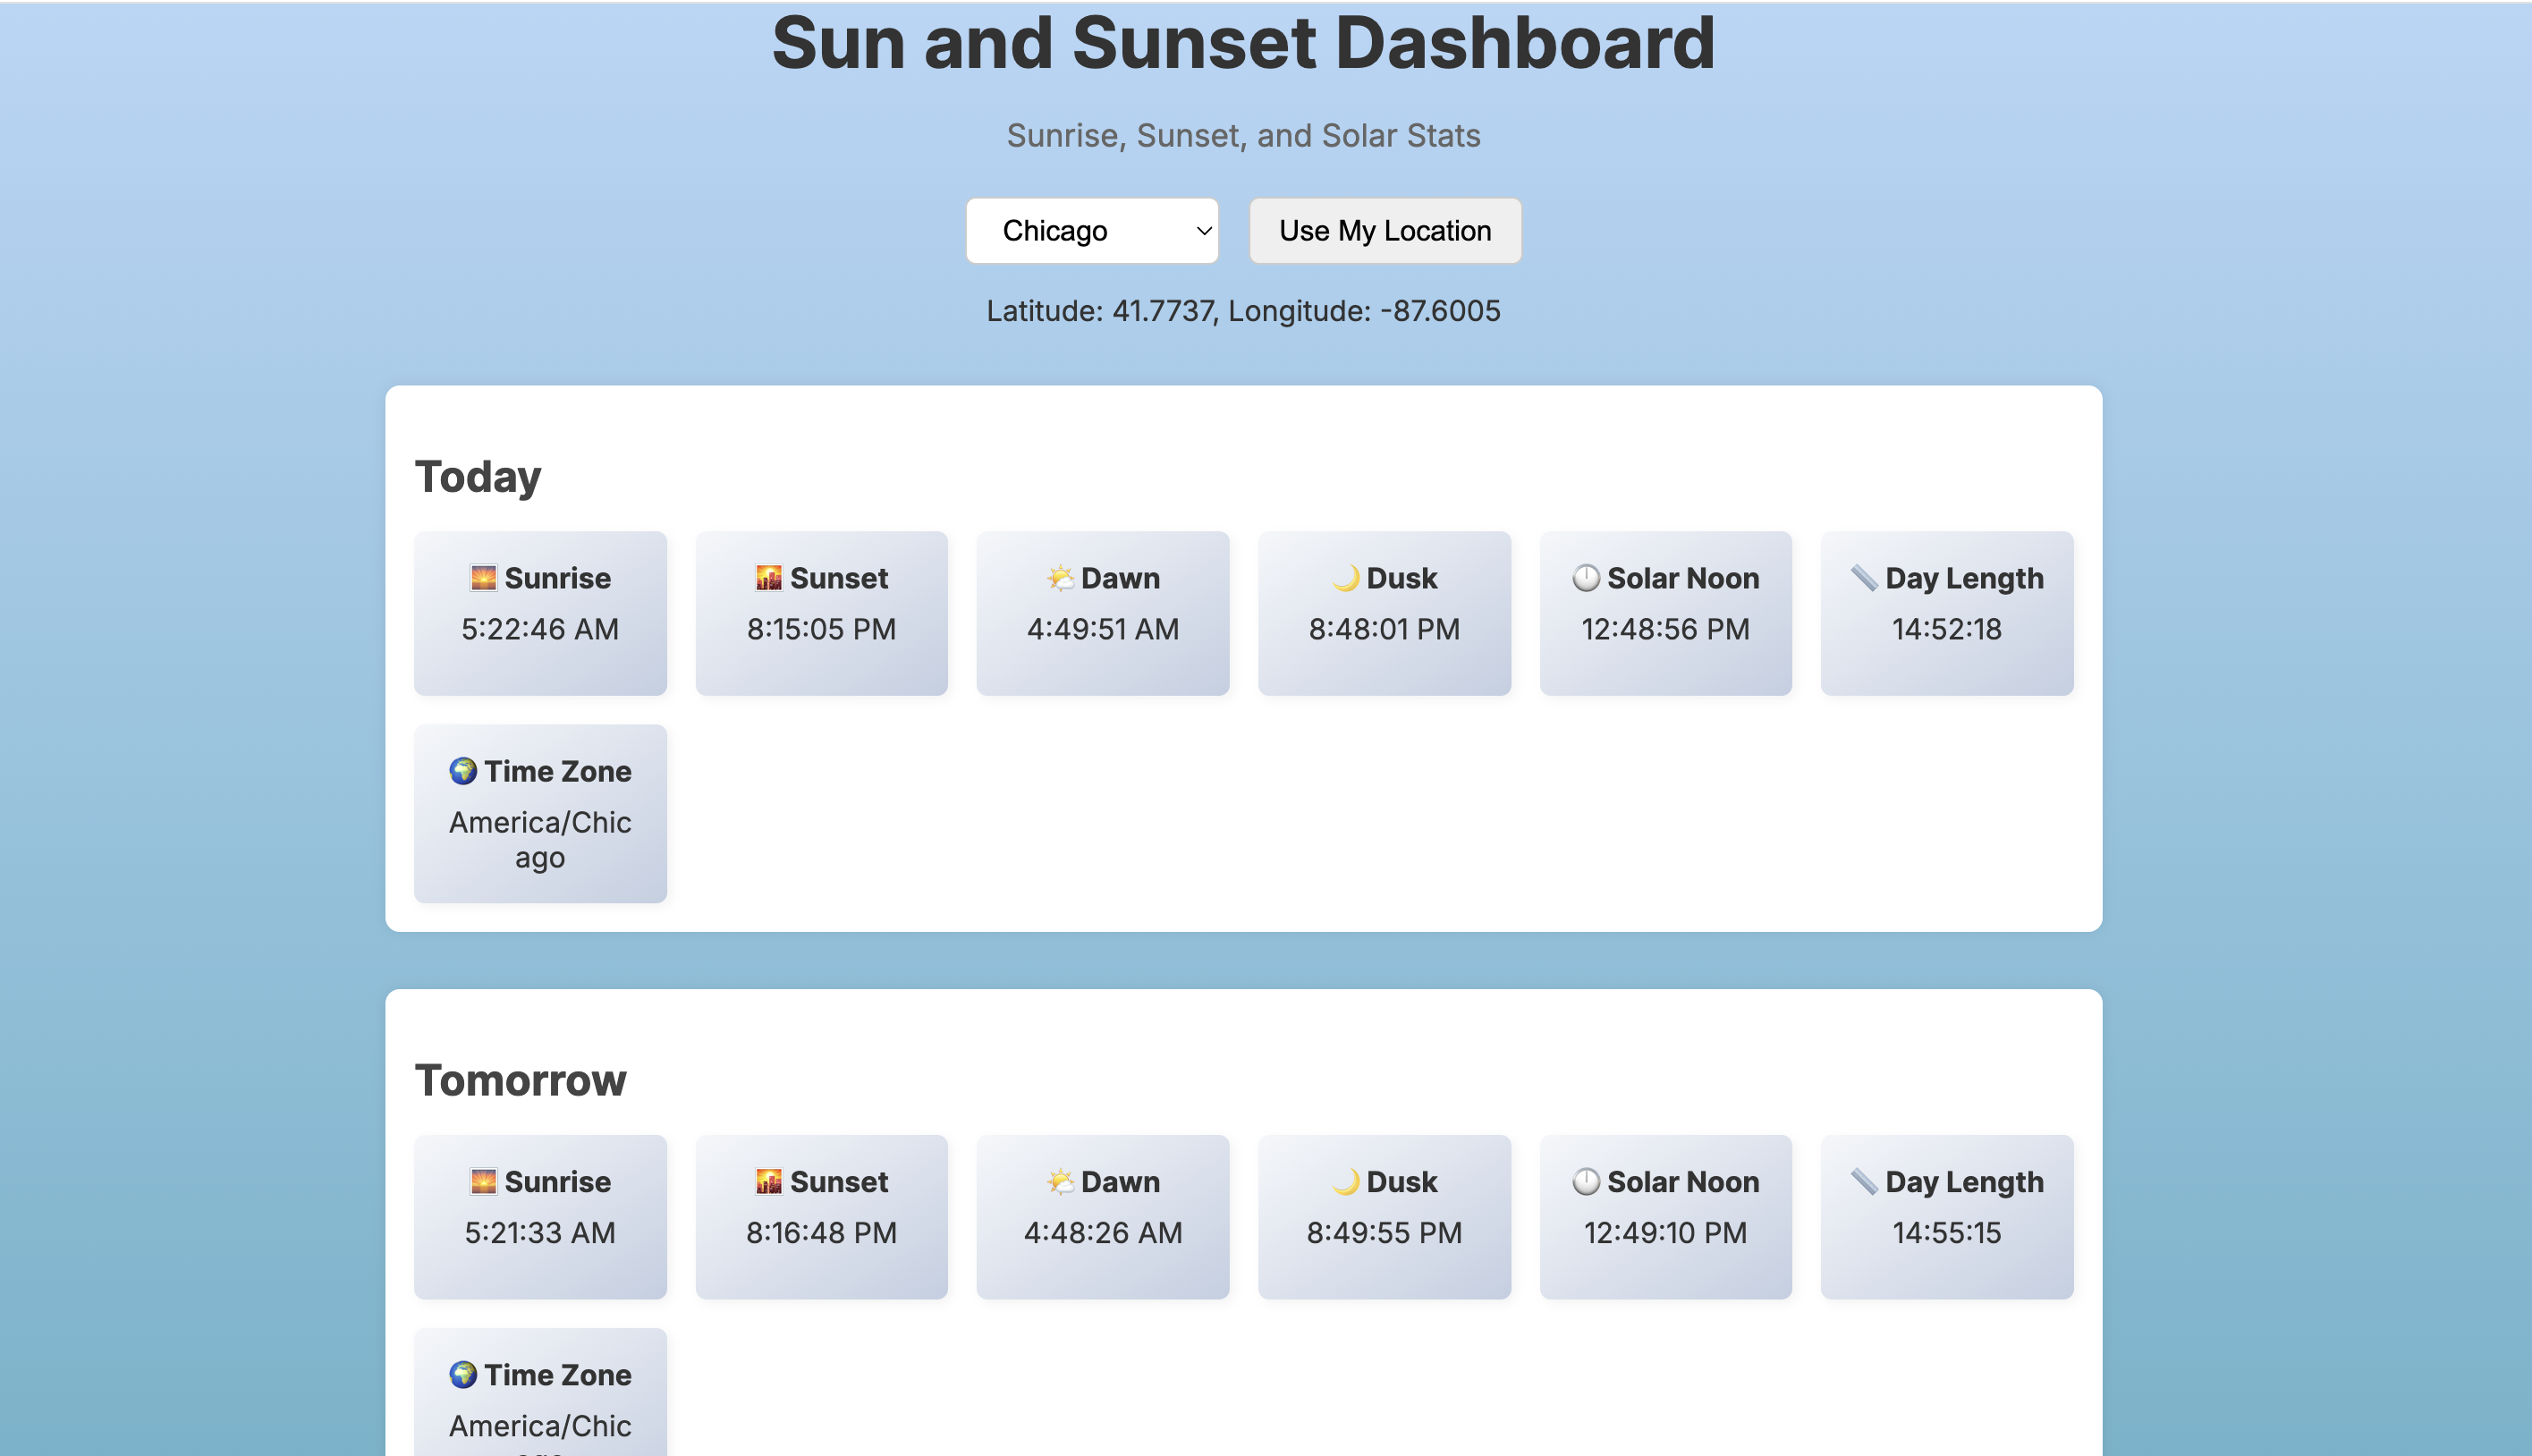 Sun and Sunset Dashboard
Sunrise, Sunset, and Solar Stats
Chicago
Use My Location
Latitude: 41.7737, Longitude: -87.6005
Today
Sunrise
5:22:46 AM
Sunset
8:15:05 PM
Dawn
4:49:51 AM
Dusk
8:48:01 PM
Solar Noon
12:48:56 PM
Day Length
14:52:18
Time Zone
America/Chic
ago
Tomorrow
Sunrise
5:21:33 AM
Sunset
8:16:48 PM
Dawn
4:48:26 AM
Dusk
8:49:55 PM
Solar Noon
12:49:10 PM
Day Length
14:55:15
Time Zone
America/Chic